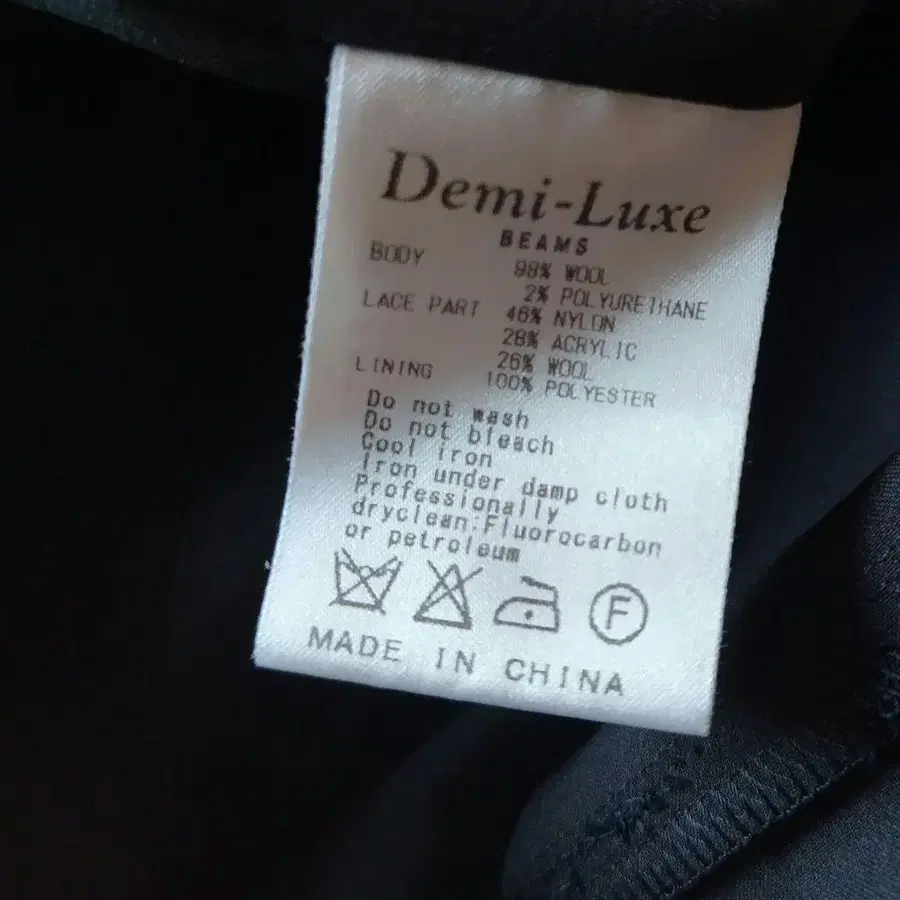 Demi-Luxe
BEAMS
BODY 98% WOOL
2% POLYURETHANE
LACE PART 46% NYLON
28% ACRYLIC
26% WOOL
LINING 100% POLYESTER
Do not wash
Do not bleach
Cool iron
Iron under damp cloth
Professionally
dryclean:Fluorocarbon
or petroleum
F
MADE IN CHINA